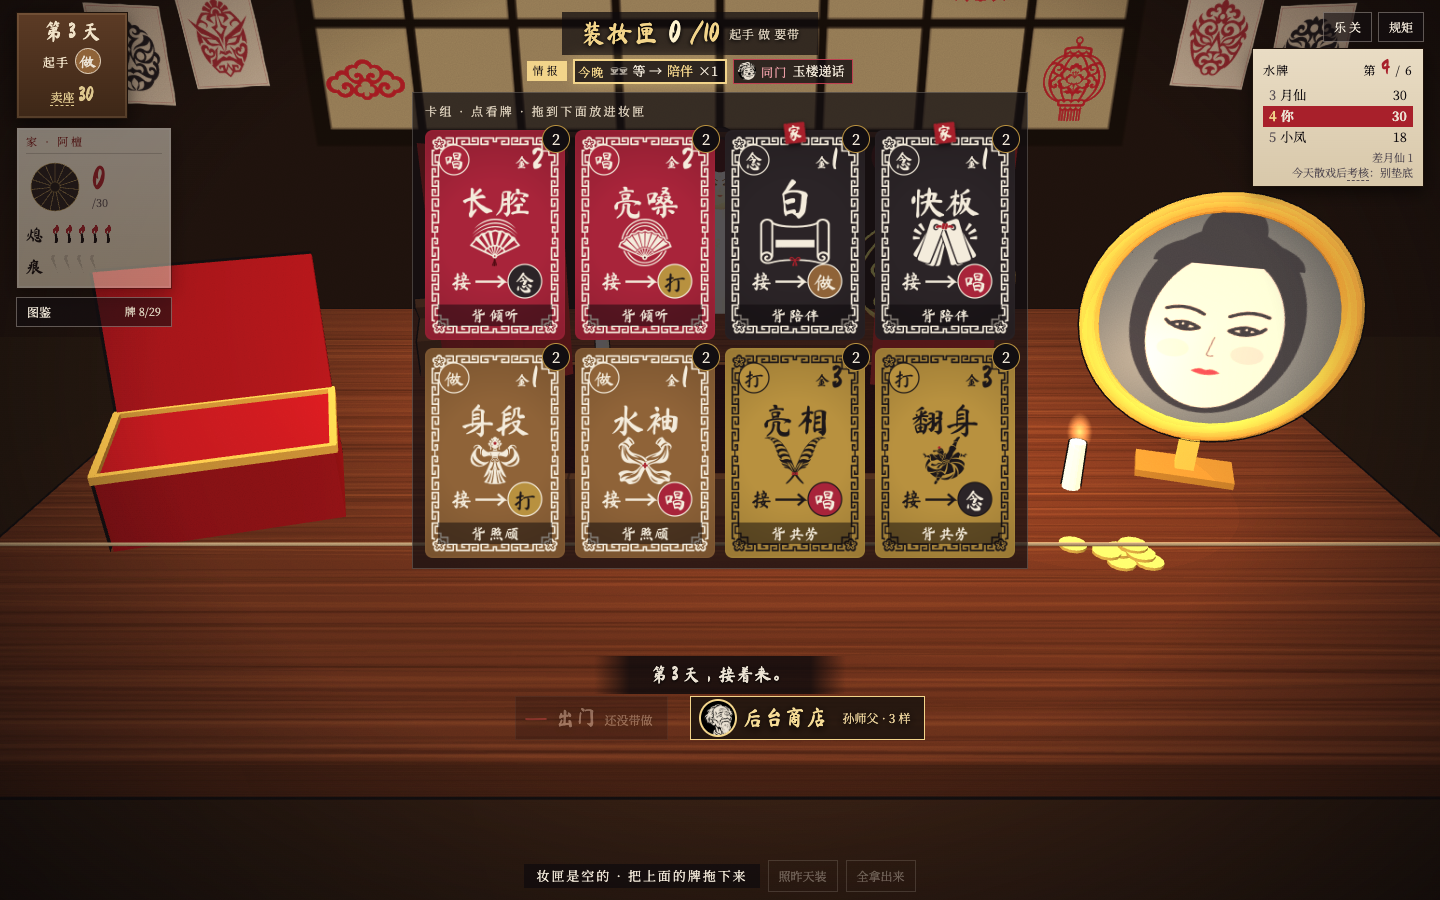 第3天
起手 做
卖座30
装妆匣 0/10 起手 做 要带
情报 今晚 等→陪伴 ×1 同门 玉楼递话
乐 关
规矩
水牌 第 4 / 6
3 月仙 30
4 你 30
5 小凤 18
差月仙 1
今天散戏后考核：别垫底
家 · 阿檀
0
/30
熄
痕
图鉴 牌 8/29
卡组 · 点看牌 · 拖到下面放进妆匣
唱 金2 2
长腔
接→念
背 倾听
唱 金2 2
亮嗓
接→打
背 倾听
家
念 金1 2
白
接→做
背 陪伴
家
念 金1 2
快板
接→唱
背 陪伴
做 金1 2
身段
接→打
背 照顾
做 金1 2
水袖
接→唱
背 照顾
打 金3 2
亮相
接→唱
背 共劳
打 金3 2
翻身
接→念
背 共劳
第3天，接着来。
出门 还没带做
后台商店 孙师父 · 3 样
妆匣是空的 · 把上面的牌拖下来
照昨天装
全拿出来